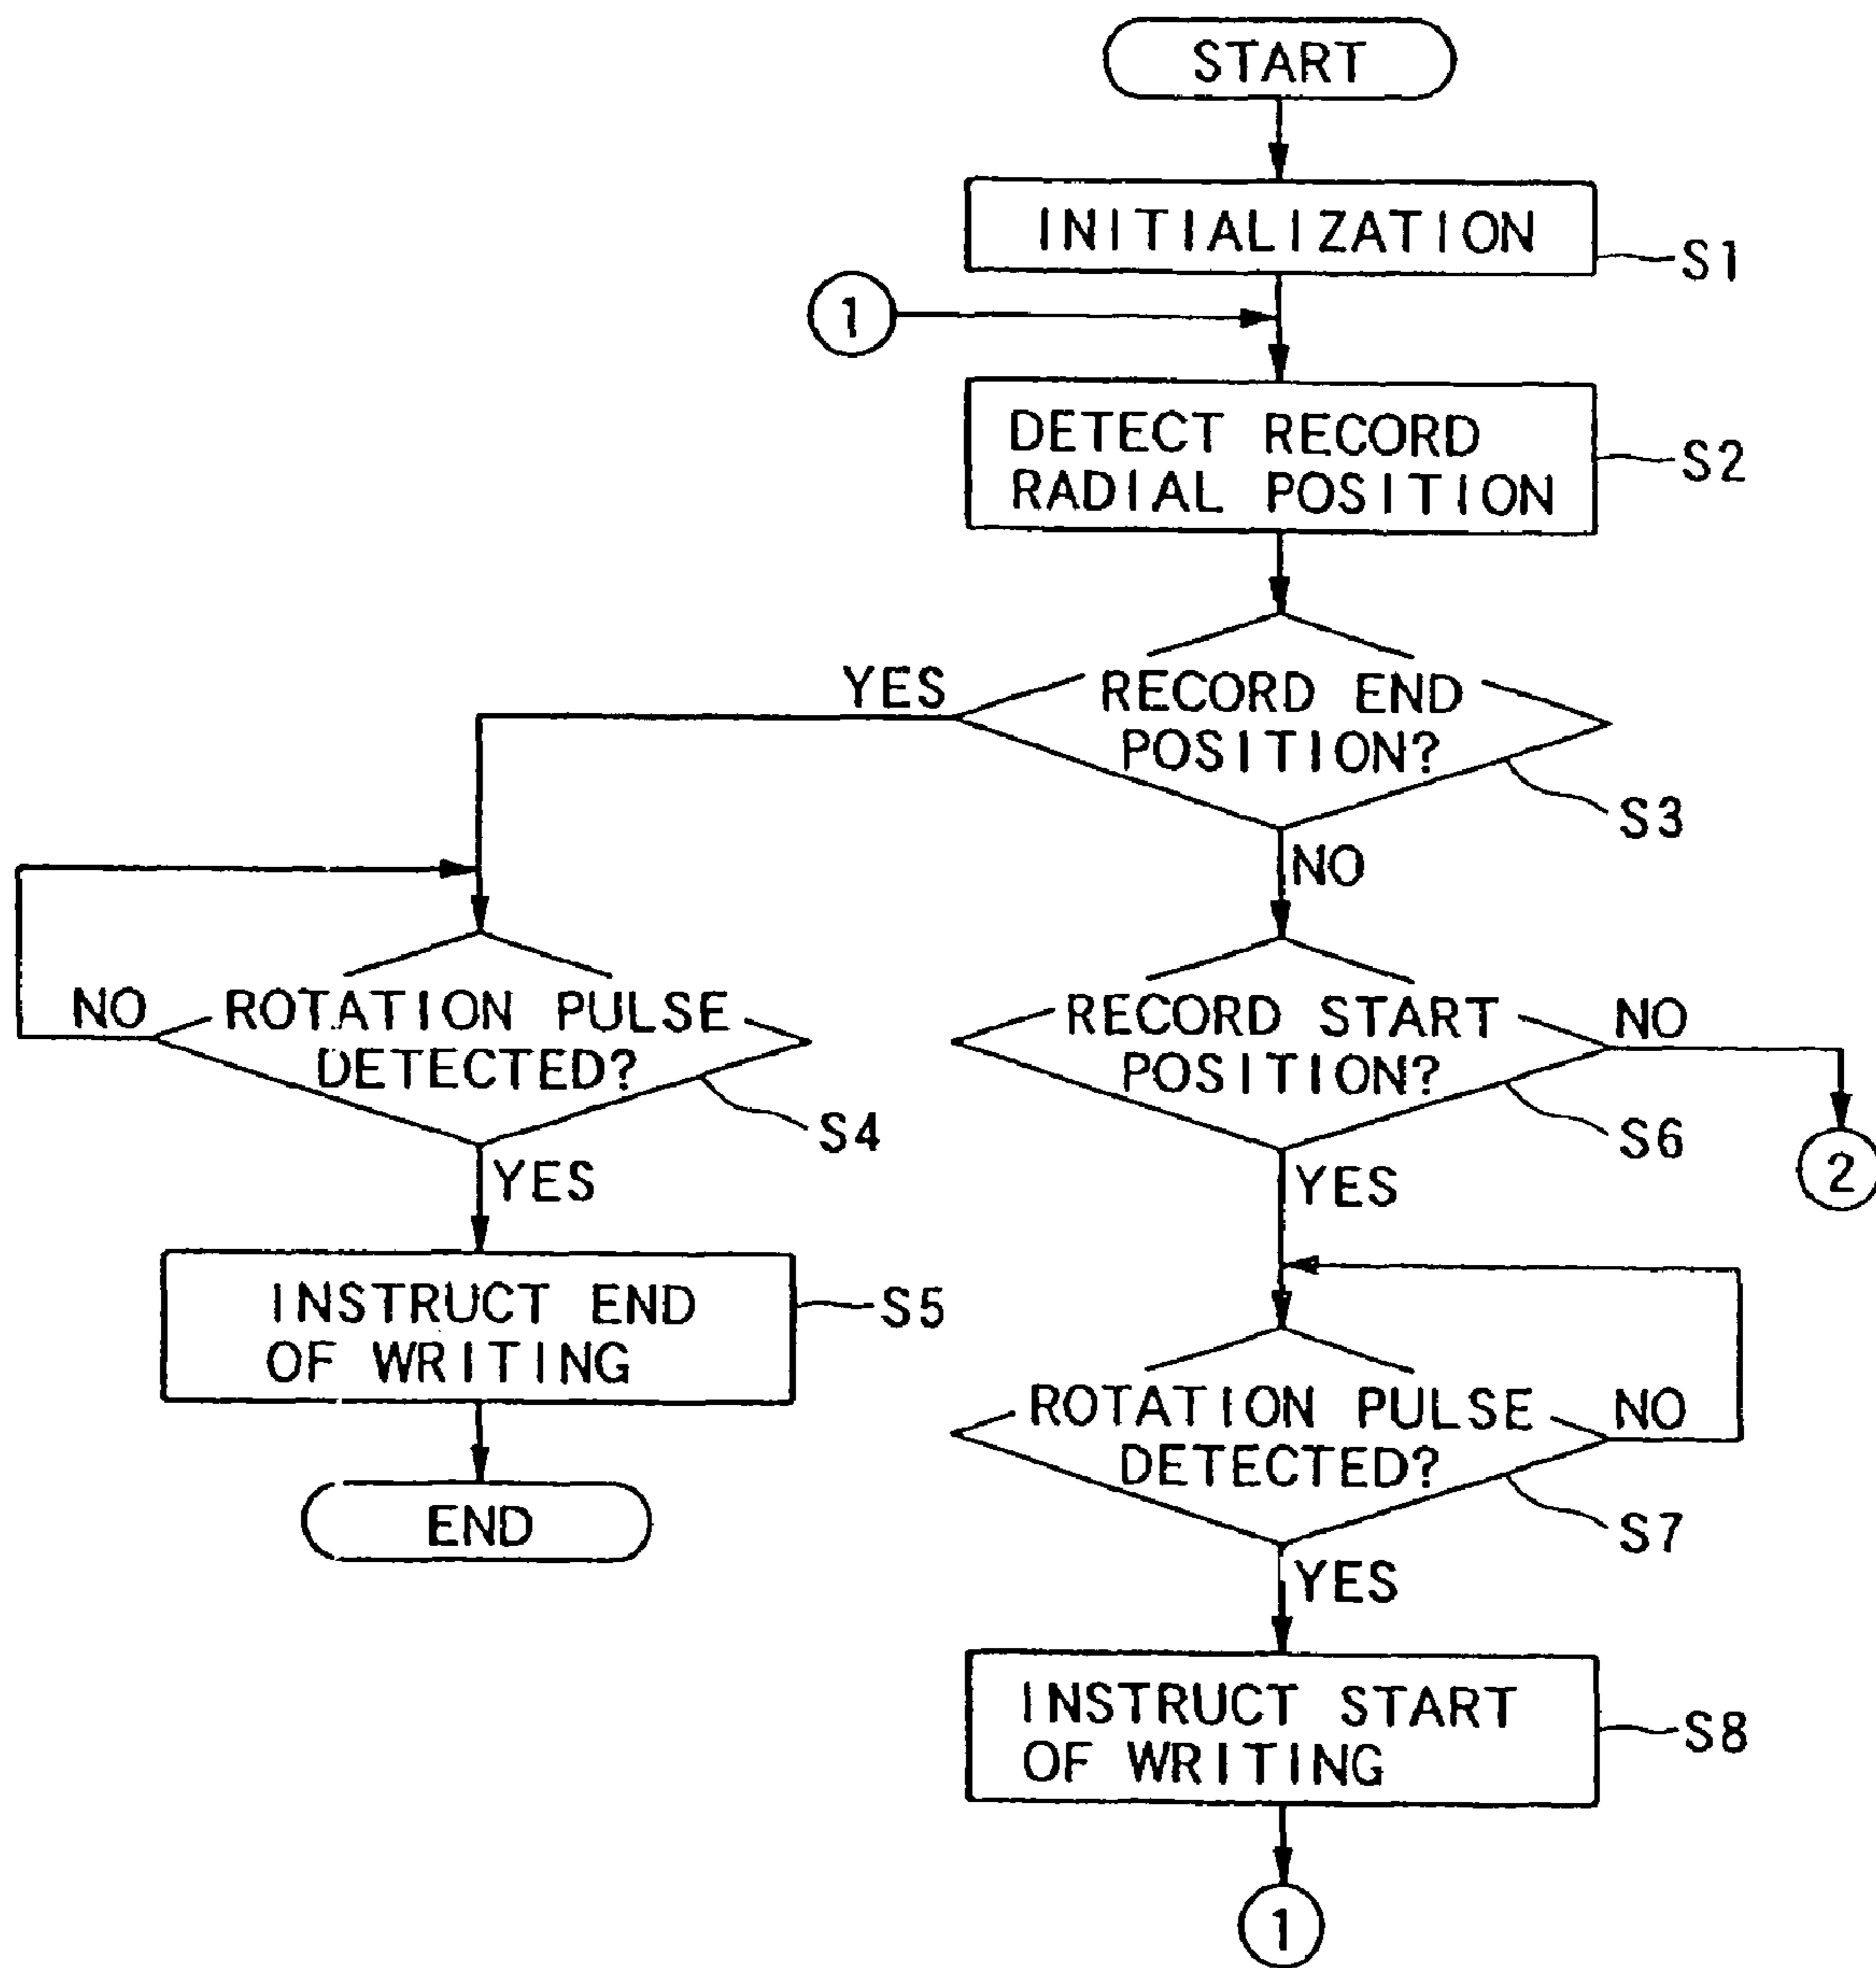 START
INITIALIZATION
S1
1
DETECT RECORD
RADIAL POSITION
S2
YES
RECORD END
POSITION?
S3
NO
NO
ROTATION PULSE
DETECTED?
S4
YES
RECORD START
POSITION?
NO
S6
2
YES
INSTRUCT END
OF WRITING
S5
END
ROTATION PULSE
DETECTED?
NO
S7
YES
INSTRUCT START
OF WRITING
S8
1